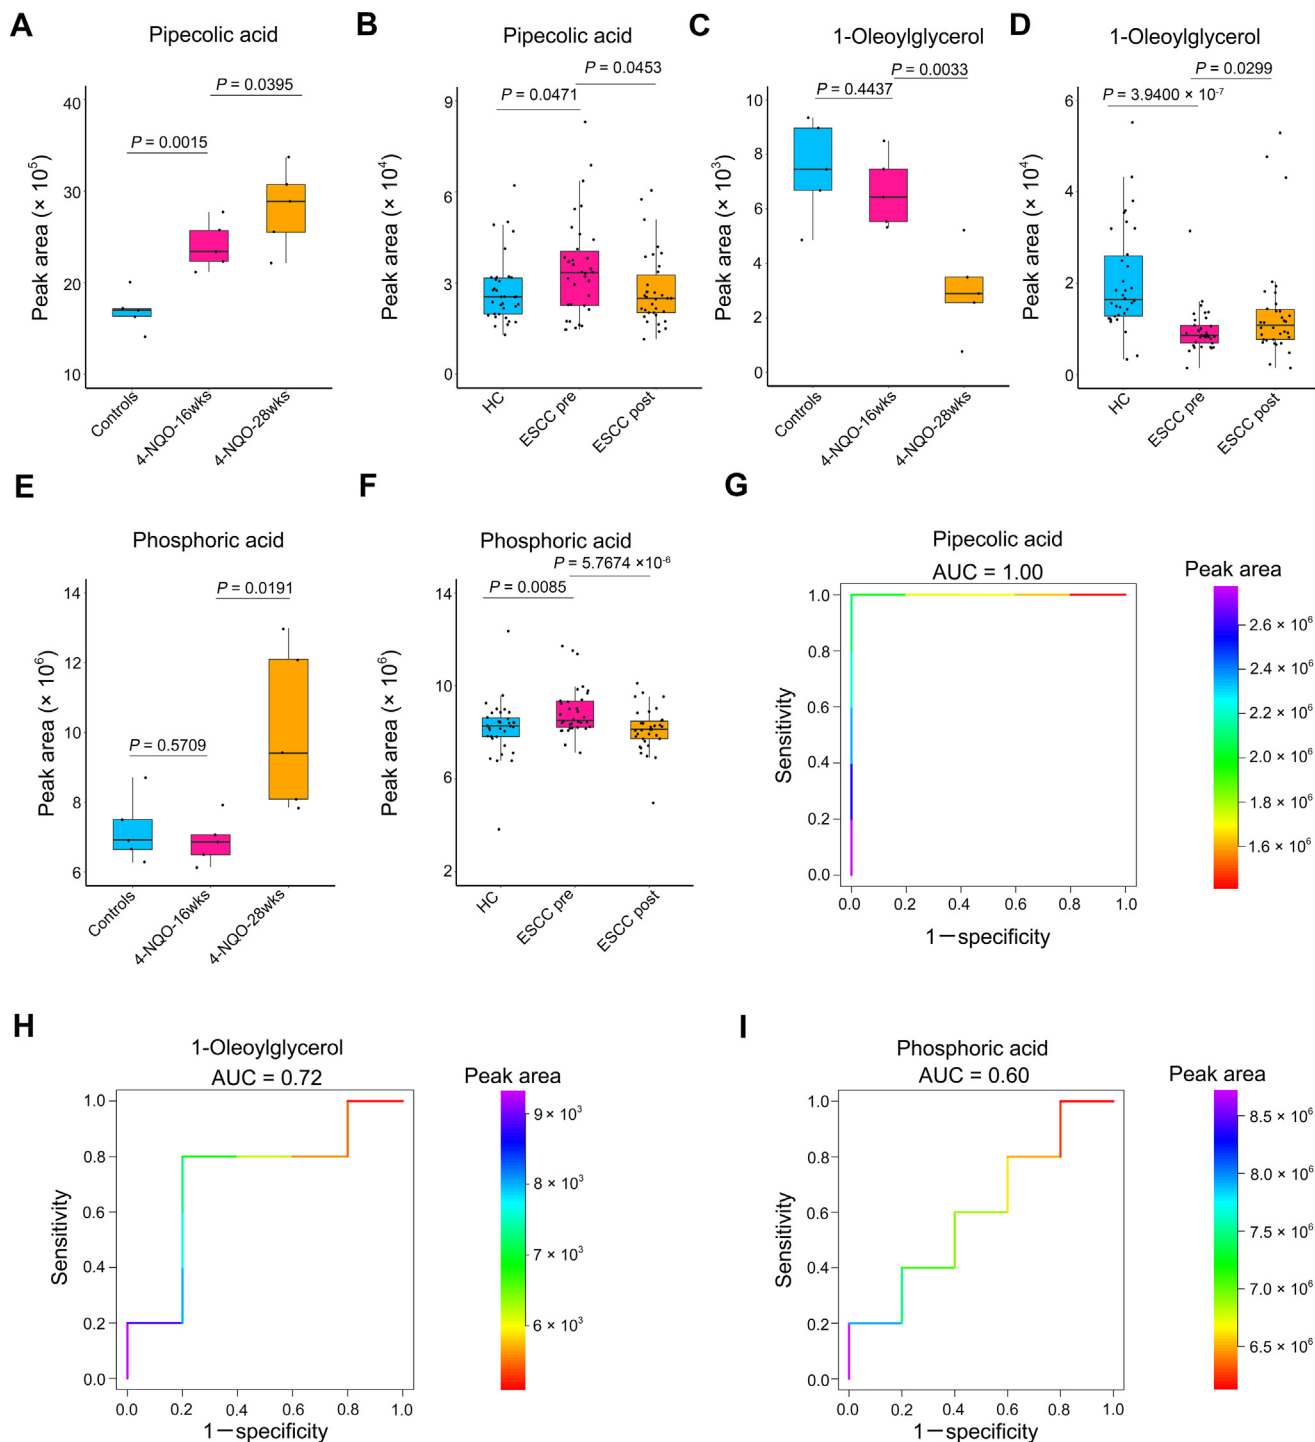 A
Pipecolic acid
P = 0.0395
P = 0.0015
40
30
20
10
Peak area (× 10⁵)
Controls
4-NQO-16wks
4-NQO-28wks
B
Pipecolic acid
P = 0.0453
P = 0.0471
9
6
3
0
Peak area (× 10⁴)
HC
ESCC pre
ESCC post
C
1-Oleoylglycerol
P = 0.0033
P = 0.4437
10
8
6
4
2
0
Peak area (× 10³)
Controls
4-NQO-16wks
4-NQO-28wks
D
1-Oleoylglycerol
P = 0.0299
P = 3.9400 × 10⁻⁷
6
4
2
0
Peak area (× 10⁴)
HC
ESCC pre
ESCC post
E
Phosphoric acid
P = 0.0191
P = 0.5709
14
12
10
8
6
Peak area (× 10⁶)
Controls
4-NQO-16wks
4-NQO-28wks
F
Phosphoric acid
P = 5.7674 ×10⁻⁶
P = 0.0085
14
10
6
2
Peak area (× 10⁶)
HC
ESCC pre
ESCC post
G
Pipecolic acid
AUC = 1.00
1.0
0.8
0.6
0.4
0.2
0.0
Sensitivity
0.0 0.2 0.4 0.6 0.8 1.0
1－specificity
Peak area
2.6 × 10⁶
2.4 × 10⁶
2.2 × 10⁶
2.0 × 10⁶
1.8 × 10⁶
1.6 × 10⁶
H
1-Oleoylglycerol
AUC = 0.72
1.0
0.8
0.6
0.4
0.2
0.0
Sensitivity
0.0 0.2 0.4 0.6 0.8 1.0
1－specificity
Peak area
9 × 10³
8 × 10³
7 × 10³
6 × 10³
I
Phosphoric acid
AUC = 0.60
1.0
0.8
0.6
0.4
0.2
0.0
Sensitivity
0.0 0.2 0.4 0.6 0.8 1.0
1－specificity
Peak area
8.5 × 10⁶
8.0 × 10⁶
7.5 × 10⁶
7.0 × 10⁶
6.5 × 10⁶